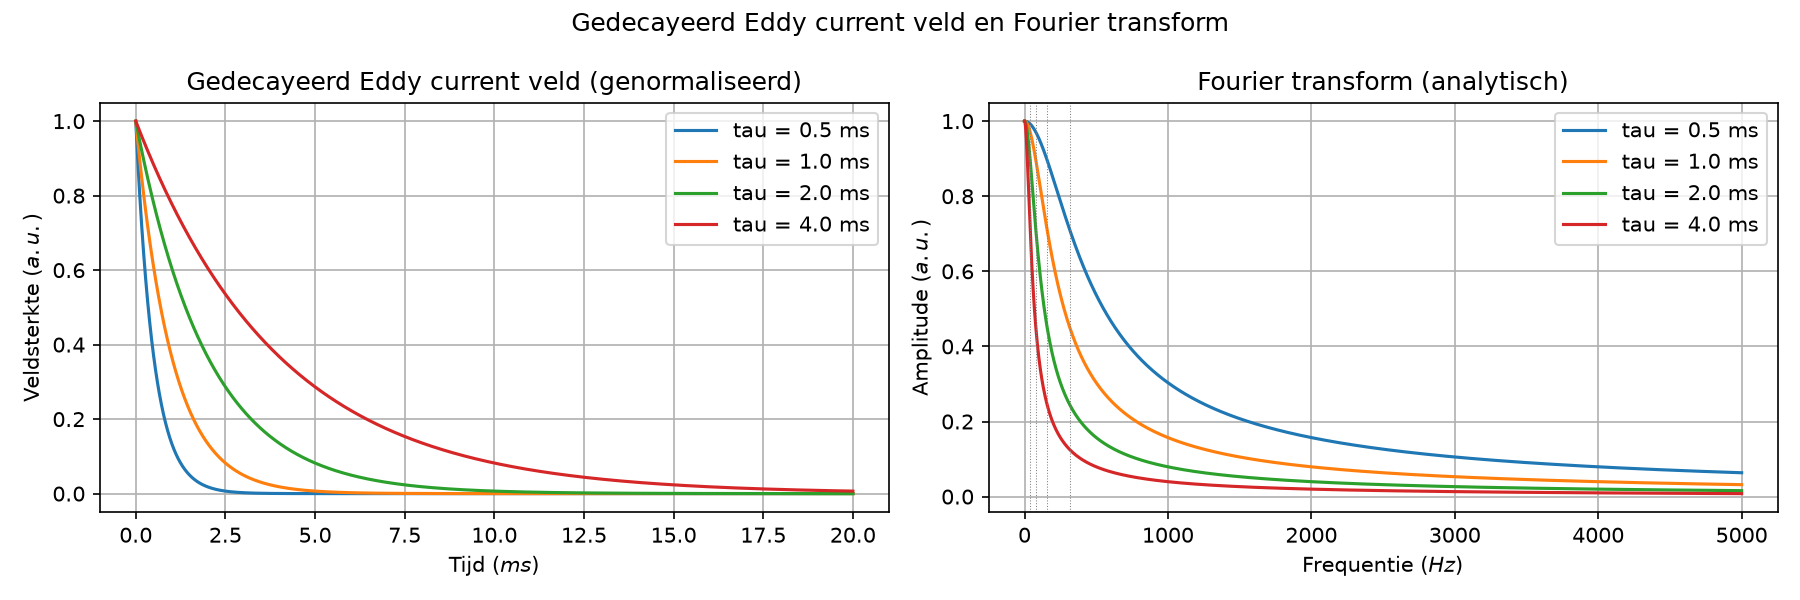 Gedecayeerd Eddy current veld en Fourier transform
Gedecayeerd Eddy current veld (genormaliseerd)
1.0
0.8
0.6
0.4
0.2
0.0
Veldsterkte (a.u.)
tau = 0.5 ms
tau = 1.0 ms
tau = 2.0 ms
tau = 4.0 ms
0.0 2.5 5.0 7.5 10.0 12.5 15.0 17.5 20.0
Tijd (ms)
Fourier transform (analytisch)
1.0
0.8
0.6
0.4
0.2
0.0
Amplitude (a.u.)
tau = 0.5 ms
tau = 1.0 ms
tau = 2.0 ms
tau = 4.0 ms
0 1000 2000 3000 4000 5000
Frequentie (Hz)